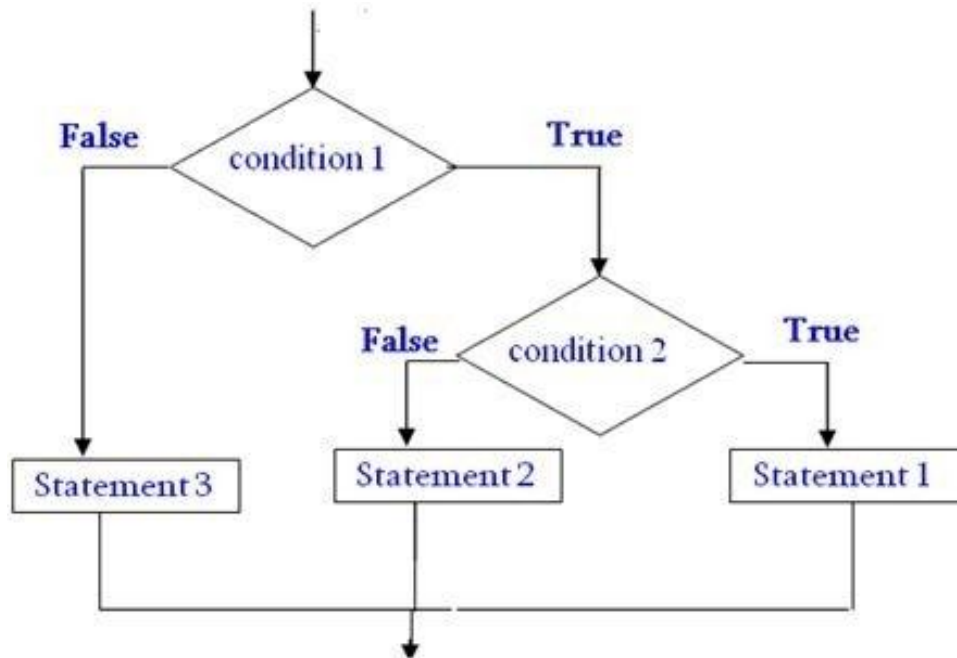 False
True
condition 1
False
True
condition 2
Statement 3
Statement 2
Statement 1